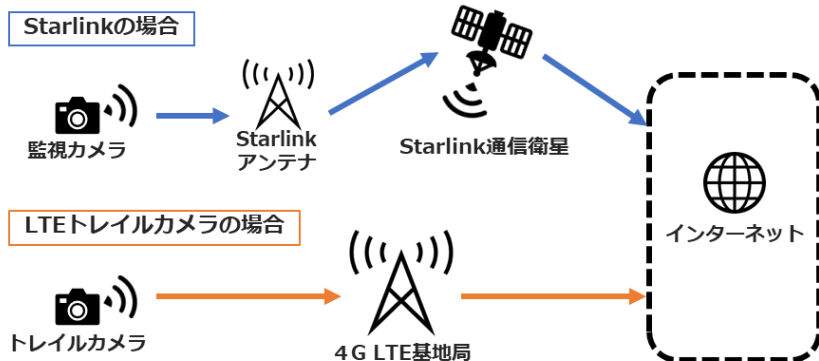 Starlinkの場合
監視カメラ
Starlink
アンテナ
Starlink通信衛星
インターネット
LTEトレイルカメラの場合
トレイルカメラ
４G LTE基地局